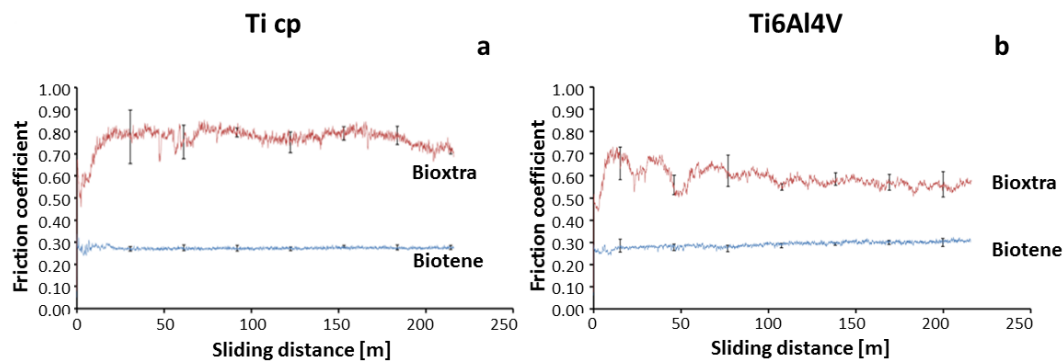 Ti cp
a
Friction coefficient
1.00
0.90
0.80
0.70
0.60
0.50
0.40
0.30
0.20
0.10
0.00
0 50 100 150 200 250
Sliding distance [m]
Bioxtra
Biotene
Ti6Al4V
b
Friction coefficient
1.00
0.90
0.80
0.70
0.60
0.50
0.40
0.30
0.20
0.10
0.00
0 50 100 150 200 250
Sliding distance [m]
Bioxtra
Biotene